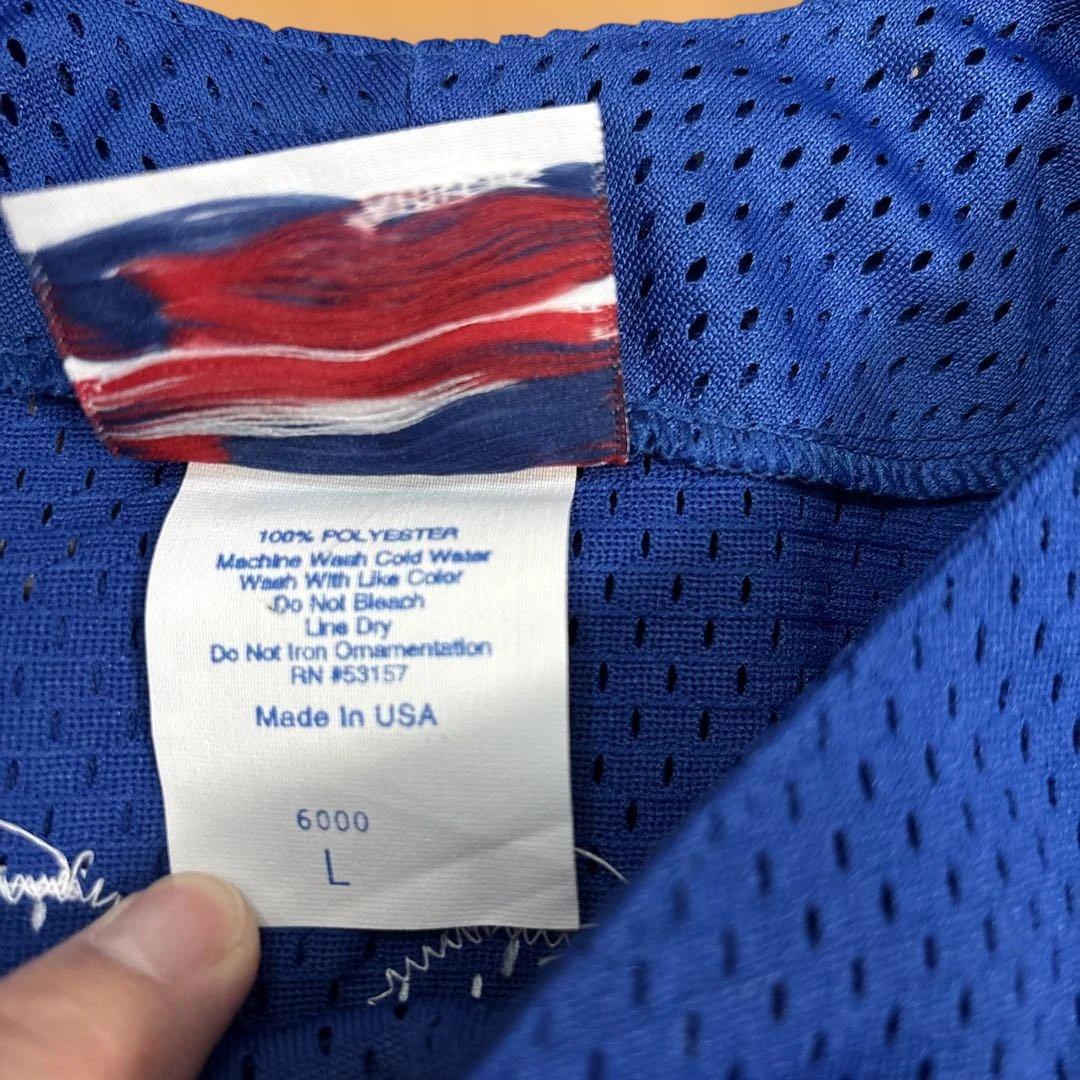 100% POLYESTER
Machine Wash Cold Water
Wash With Like Color
Do Not Bleach
Line Dry
Do Not Iron Ornamentation
RN #53157
Made In USA
6000
L